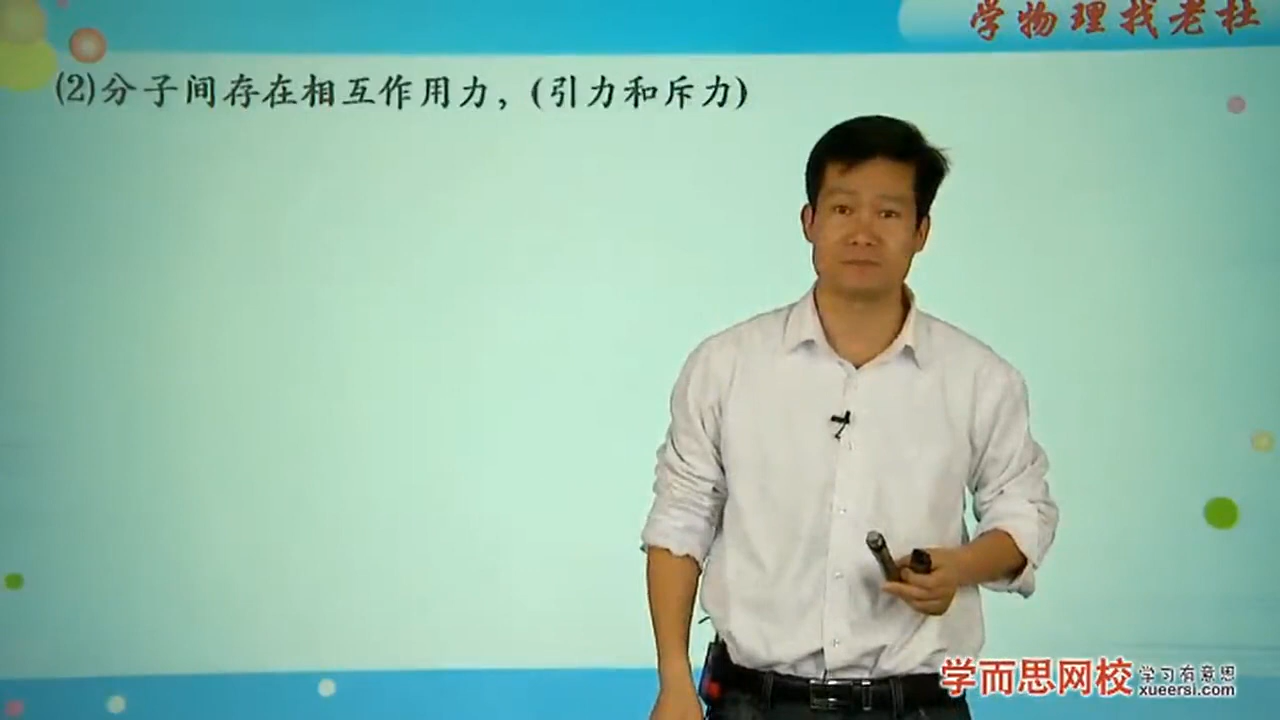 学物理找老杜
(2)分子间存在相互作用力，(引力和斥力)
学而思网校
学习有意思
xueersi.com